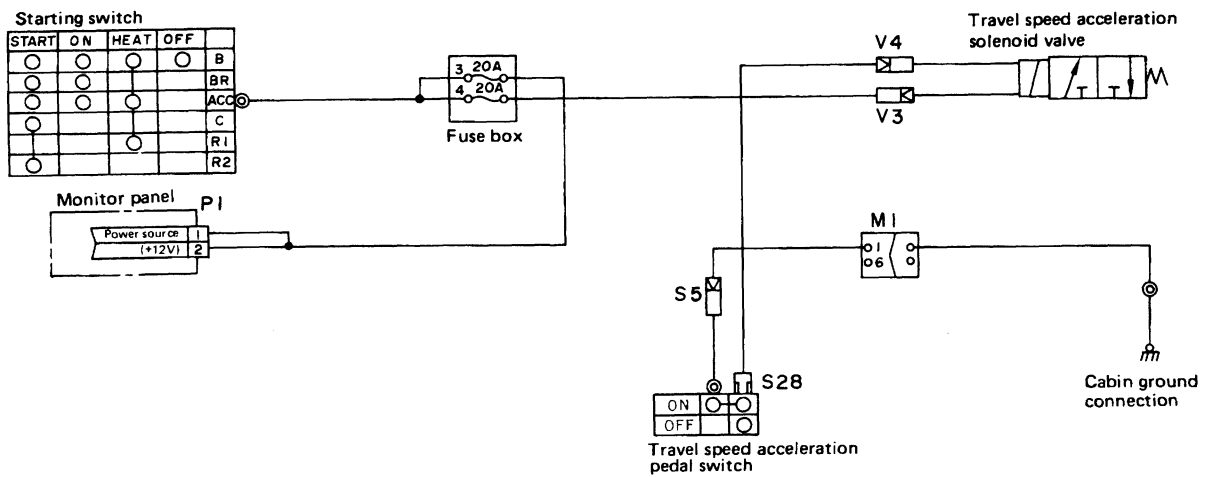 Starting switch
START ON HEAT OFF
B
BR
ACC
C
R1
R2
Monitor panel
P1
Power source 1
(+12V) 2
3 20A
4 20A
Fuse box
Travel speed acceleration
solenoid valve
V4
V3
M1
1
6
S5
S28
ON
OFF
Travel speed acceleration
pedal switch
Cabin ground
connection